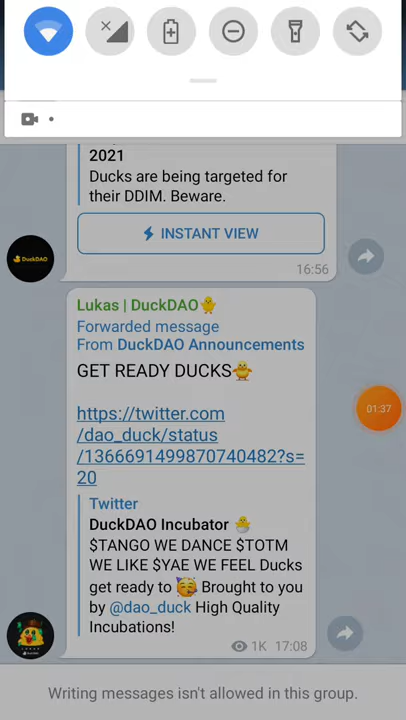 2021
Ducks are being targeted for
their DDIM. Beware.
INSTANT VIEW
DuckDAO
16:56
Lukas | DuckDAO🐥
Forwarded message
From DuckDAO Announcements
GET READY DUCKS🐥
01:37
https://twitter.com
/dao_duck/status
/1366691499870740482?s=
20
Twitter
DuckDAO Incubator 🐣
$TANGO WE DANCE $TOTM
WE LIKE $YAE WE FEEL Ducks
get ready to 🥳 Brought to you
by @dao_duck High Quality
Incubations!
1K 17:08
Writing messages isn't allowed in this group.